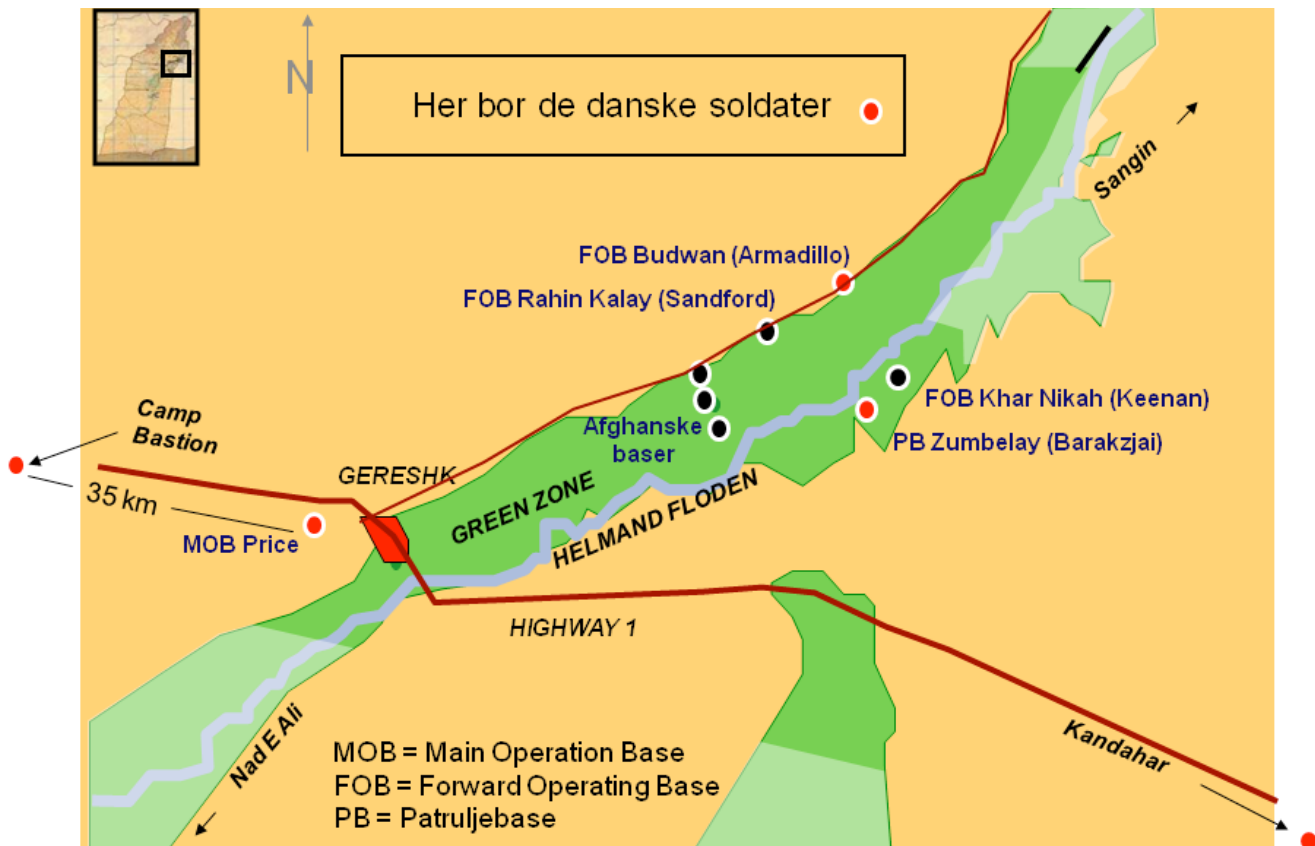 N
Her bor de danske soldater
Sangin
FOB Budwan (Armadillo)
FOB Rahin Kalay (Sandford)
FOB Khar Nikah (Keenan)
PB Zumbelay (Barakzjai)
Afghanske
baser
Camp
Bastion
GERESHK
35 km
MOB Price
GREEN ZONE
HELMAND FLODEN
HIGHWAY 1
Nad E Ali
Kandahar
MOB = Main Operation Base
FOB = Forward Operating Base
PB = Patruljebase